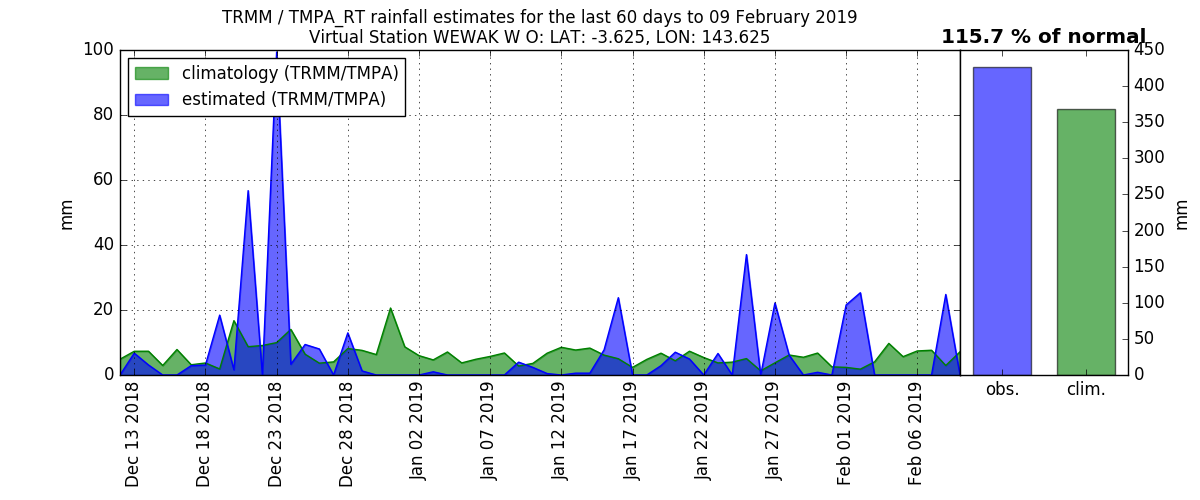 TRMM / TMPA_RT rainfall estimates for the last 60 days to 09 February 2019
Virtual Station WEWAK W O: LAT: -3.625, LON: 143.625
115.7 % of normal
climatology (TRMM/TMPA)
estimated (TRMM/TMPA)
100
80
60
40
20
0
mm
Dec 13 2018
Dec 18 2018
Dec 23 2018
Dec 28 2018
Jan 02 2019
Jan 07 2019
Jan 12 2019
Jan 17 2019
Jan 22 2019
Jan 27 2019
Feb 01 2019
Feb 06 2019
obs.
clim.
450
400
350
300
250
200
150
100
50
0
mm